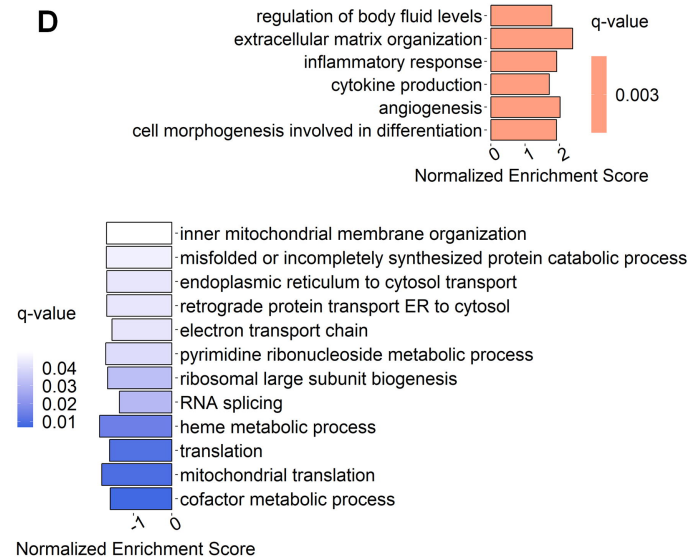 D
regulation of body fluid levels
extracellular matrix organization
inflammatory response
cytokine production
angiogenesis
cell morphogenesis involved in differentiation
0 1 2
Normalized Enrichment Score
q-value
0.003
inner mitochondrial membrane organization
misfolded or incompletely synthesized protein catabolic process
endoplasmic reticulum to cytosol transport
retrograde protein transport ER to cytosol
electron transport chain
pyrimidine ribonucleoside metabolic process
ribosomal large subunit biogenesis
RNA splicing
heme metabolic process
translation
mitochondrial translation
cofactor metabolic process
-1 0
Normalized Enrichment Score
q-value
0.04
0.03
0.02
0.01